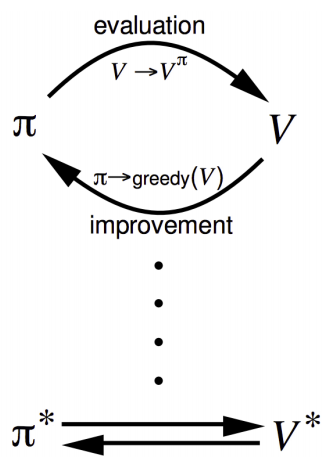 evaluation
V → V^π
π V
π→greedy(V)
improvement
π* V*